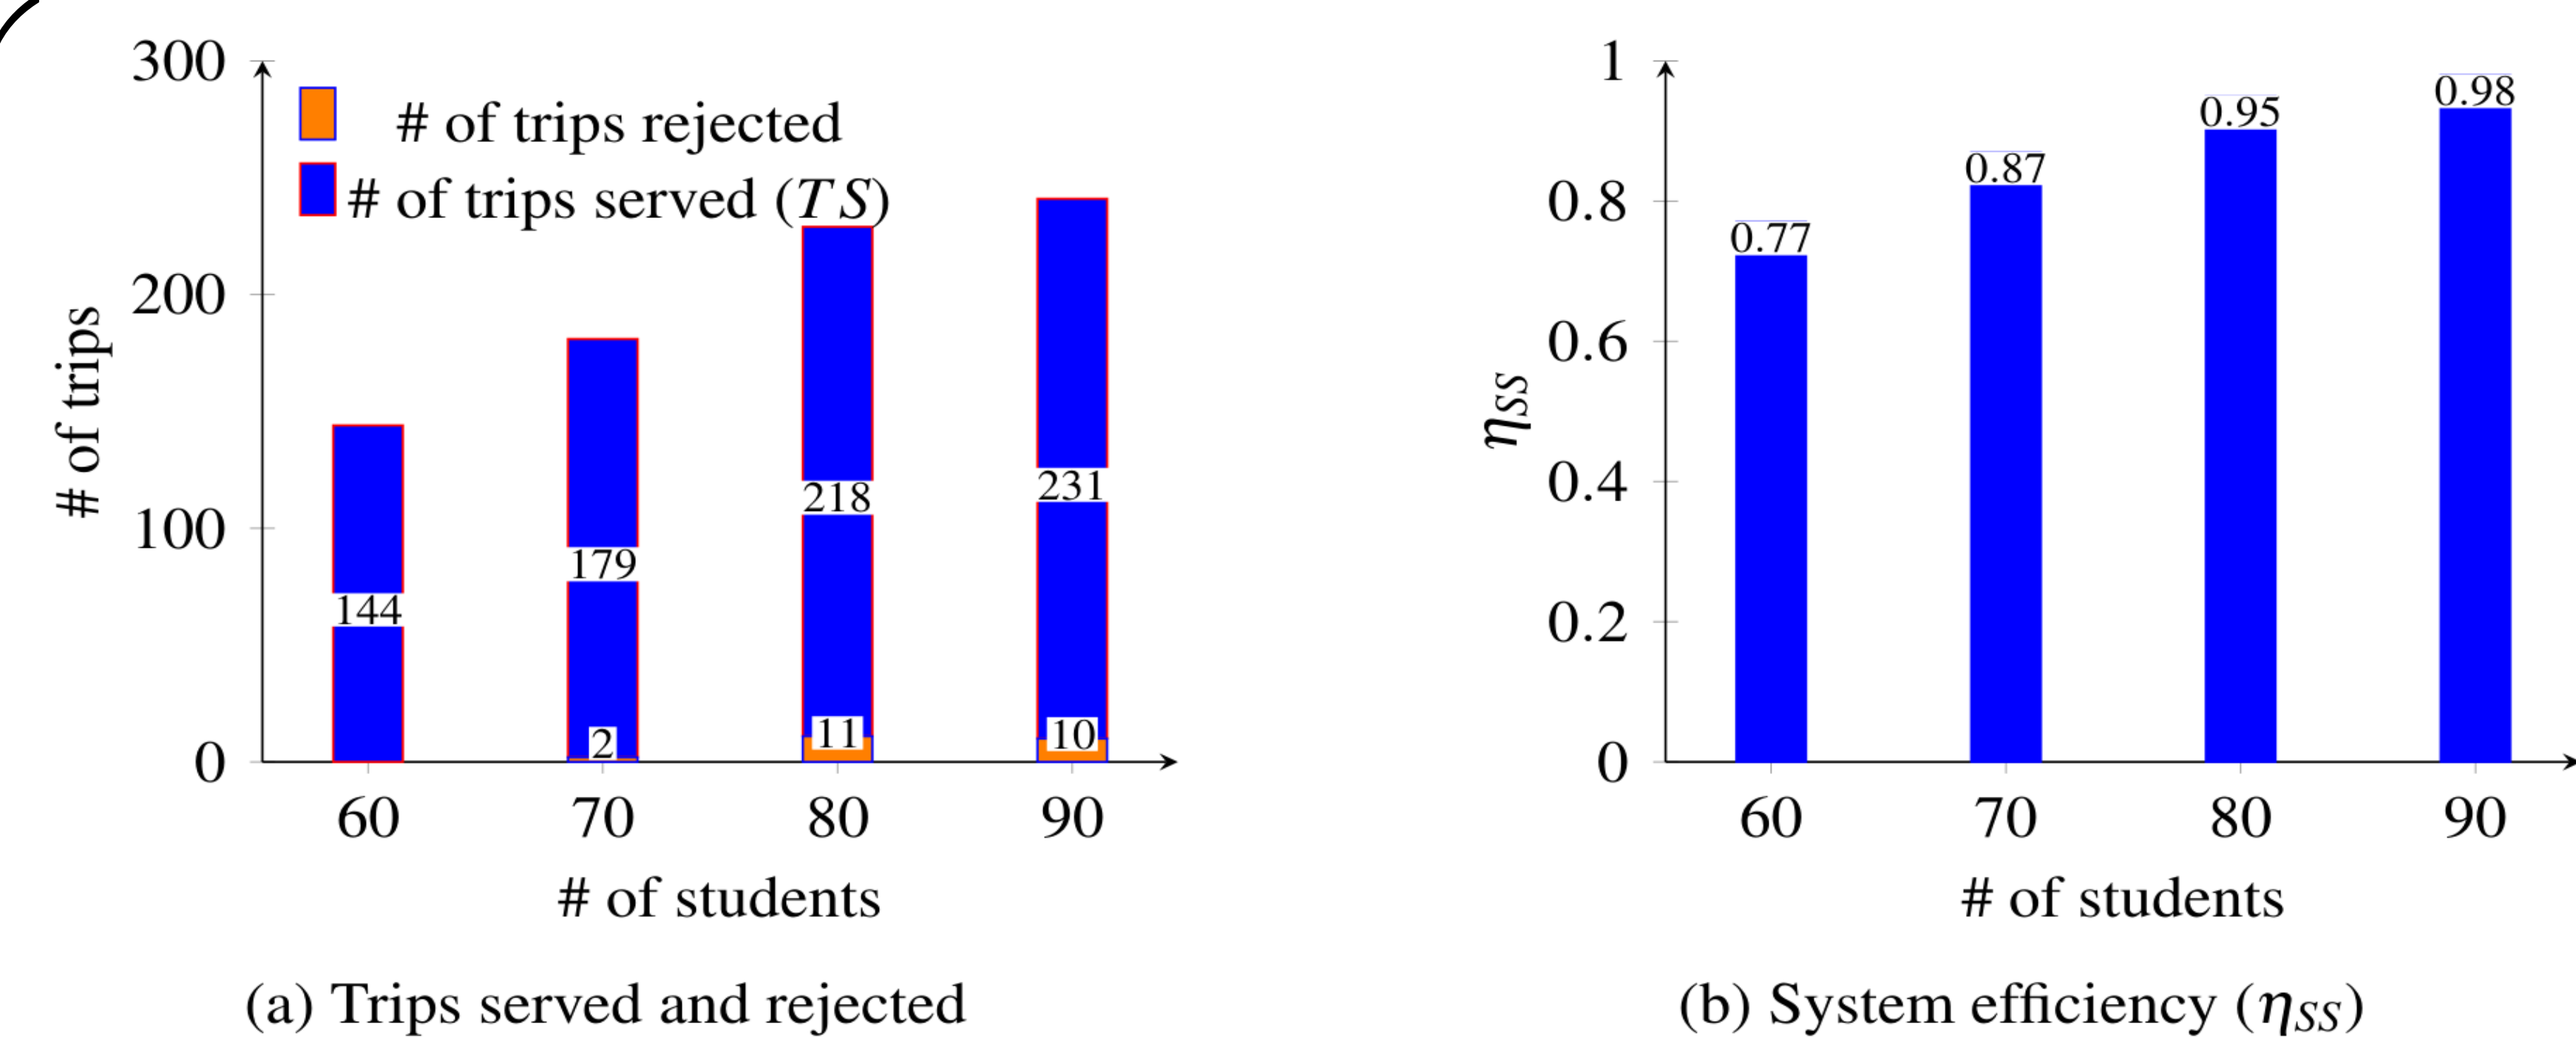 300
200
100
0
# of trips
# of trips rejected
# of trips served (TS)
144
179
2
218
11
231
10
60 70 80 90
# of students
(a) Trips served and rejected
1
0.8
0.6
0.4
0.2
0
ηSS
0.77
0.87
0.95
0.98
60 70 80 90
# of students
(b) System efficiency (ηSS)